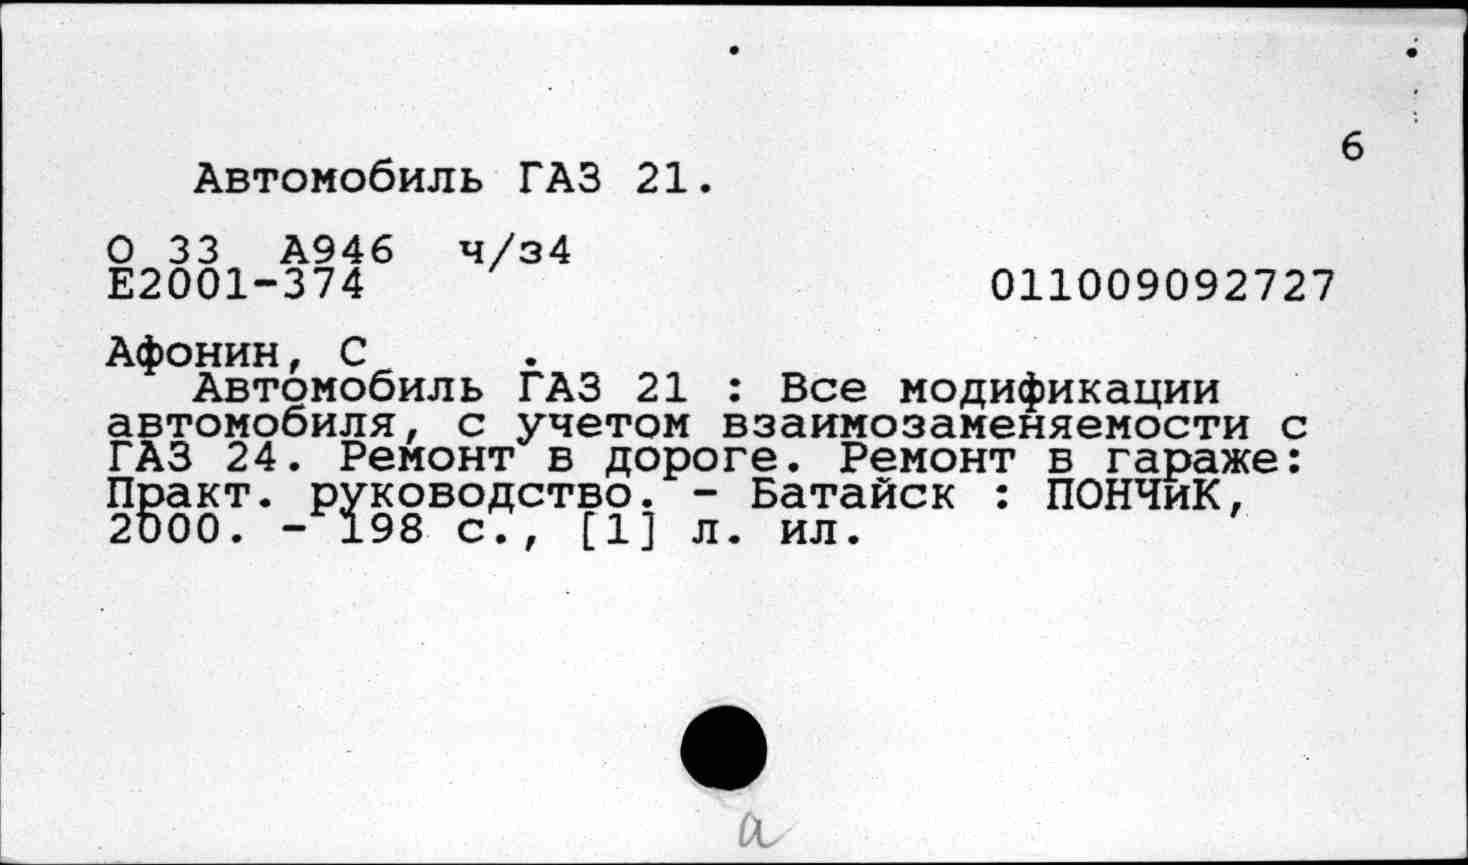 6
Автомобиль ГАЗ 21.
О 33 А946 ч/з4
Е2001-374 011009092727
Афонин, С .
Автомобиль ГАЗ 21 : Все модификации
автомобиля, с учетом взаимозаменяемости с
ГАЗ 24. Ремонт в дороге. Ремонт в гараже:
Практ. руководство. - Батайск : ПОНЧиК,
2000. - 198 с., [1] л. ил.
а